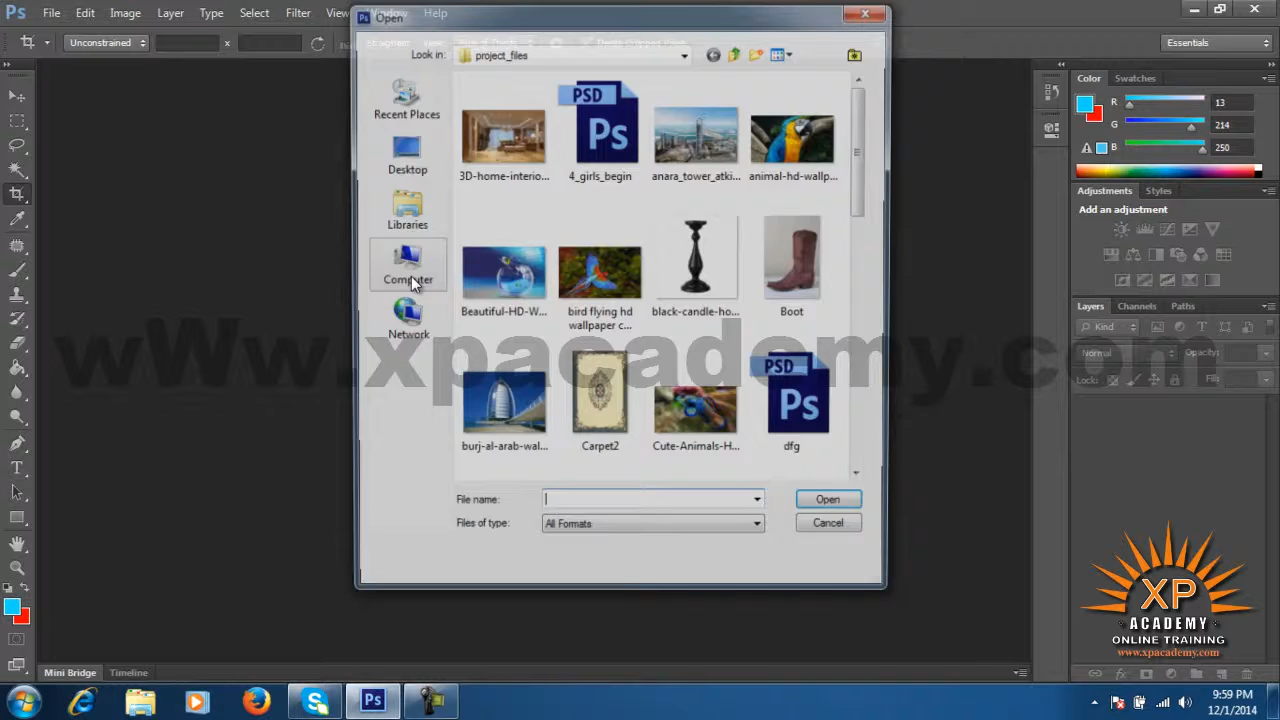 Ps File Edit Image Layer Type Select Filter View Window Help
Open
Unconstrained x Straighten
Essentials
Look in: project_files
Recent Places
Desktop
Libraries
Computer
Network
3D-home-interio...
4_girls_begin
anara_tower_atki...
animal-hd-wallp...
PSD
Ps
Beautiful-HD-W...
bird flying hd
wallpaper c...
black-candle-ho...
Boot
burj-al-arab-wal...
Carpet2
Cute-Animals-H...
dfg
PSD
Ps
File name:
Open
Files of type: All Formats
Cancel
www.xpacademy.com
Color Swatches
R 13
G 214
B 250
Adjustments Styles
Add an adjustment
Layers Channels Paths
Kind
Normal Opacity:
Lock: Fill:
XP
ACADEMY
ONLINE TRAINING
www.xpacademy.com
Mini Bridge Timeline
Ps
9:59 PM
12/1/2014